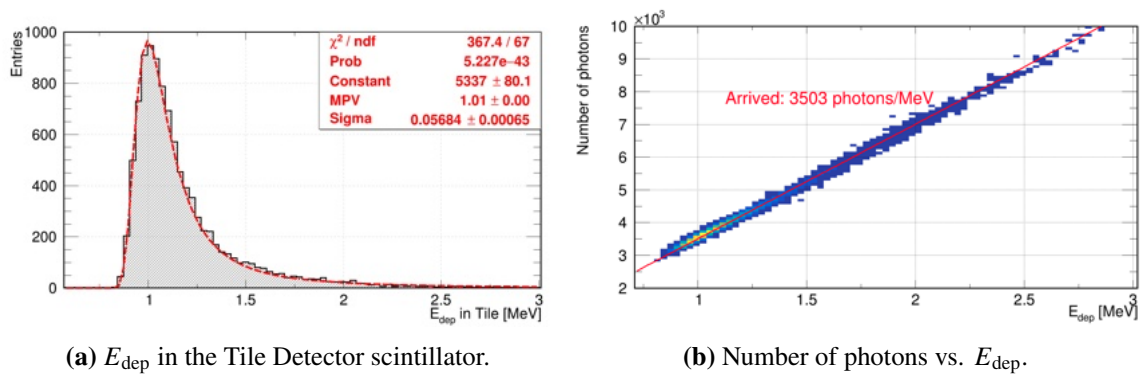 Entries
1000
800
600
400
200
0
1
1.5
2
2.5
3
E_dep in Tile [MeV]
χ² / ndf 367.4 / 67
Prob 5.227e−43
Constant 5337 ± 80.1
MPV 1.01 ± 0.00
Sigma 0.05684 ± 0.00065
(a) E_dep in the Tile Detector scintillator.
×10³
Number of photons
10
9
8
7
6
5
4
3
2
1
1.5
2
2.5
3
E_dep [MeV]
Arrived: 3503 photons/MeV
(b) Number of photons vs. E_dep.